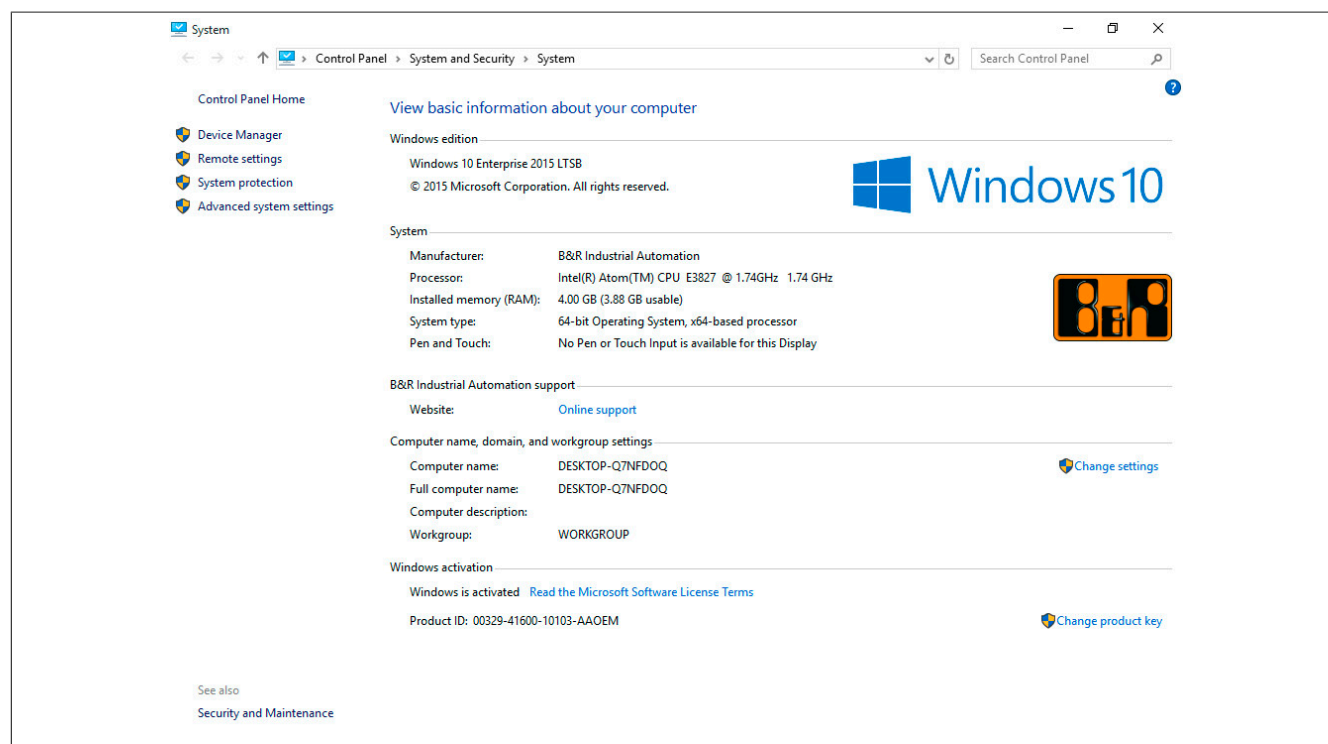 System
Control Panel > System and Security > System
Search Control Panel
?
Control Panel Home
Device Manager
Remote settings
System protection
Advanced system settings
View basic information about your computer
Windows edition
Windows 10 Enterprise 2015 LTSB
© 2015 Microsoft Corporation. All rights reserved.
Windows 10
System
Manufacturer: B&R Industrial Automation
Processor: Intel(R) Atom(TM) CPU E3827 @ 1.74GHz 1.74 GHz
Installed memory (RAM): 4.00 GB (3.88 GB usable)
System type: 64-bit Operating System, x64-based processor
Pen and Touch: No Pen or Touch Input is available for this Display
B&R
B&R Industrial Automation support
Website: Online support
Computer name, domain, and workgroup settings
Computer name: DESKTOP-Q7NFDOQ
Change settings
Full computer name: DESKTOP-Q7NFDOQ
Computer description:
Workgroup: WORKGROUP
Windows activation
Windows is activated Read the Microsoft Software License Terms
Product ID: 00329-41600-10103-AAOEM
Change product key
See also
Security and Maintenance